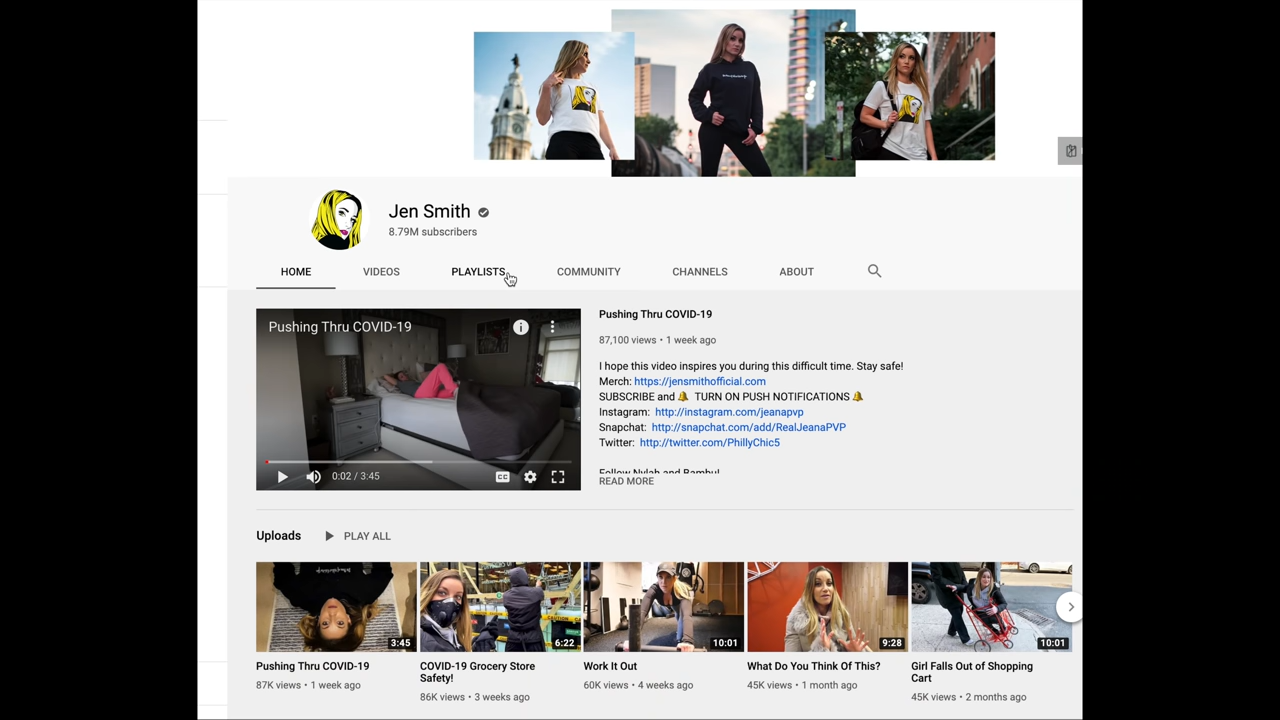 Jen Smith
8.79M subscribers
HOME VIDEOS PLAYLISTS COMMUNITY CHANNELS ABOUT
Pushing Thru COVID-19
0:02 / 3:45
CC
Pushing Thru COVID-19
87,100 views • 1 week ago
I hope this video inspires you during this difficult time. Stay safe!
Merch: https://jensmithofficial.com
SUBSCRIBE and 🔔 TURN ON PUSH NOTIFICATIONS 🔔
Instagram: http://instagram.com/jeanapvp
Snapchat: http://snapchat.com/add/RealJeanaPVP
Twitter: http://twitter.com/PhillyChic5
Follow Nylah and Bambu!
READ MORE
Uploads PLAY ALL
3:45
Pushing Thru COVID-19
87K views • 1 week ago
CAUTION
6:22
COVID-19 Grocery Store
Safety!
86K views • 3 weeks ago
10:01
Work It Out
60K views • 4 weeks ago
9:28
What Do You Think Of This?
45K views • 1 month ago
10:01
Girl Falls Out of Shopping
Cart
45K views • 2 months ago